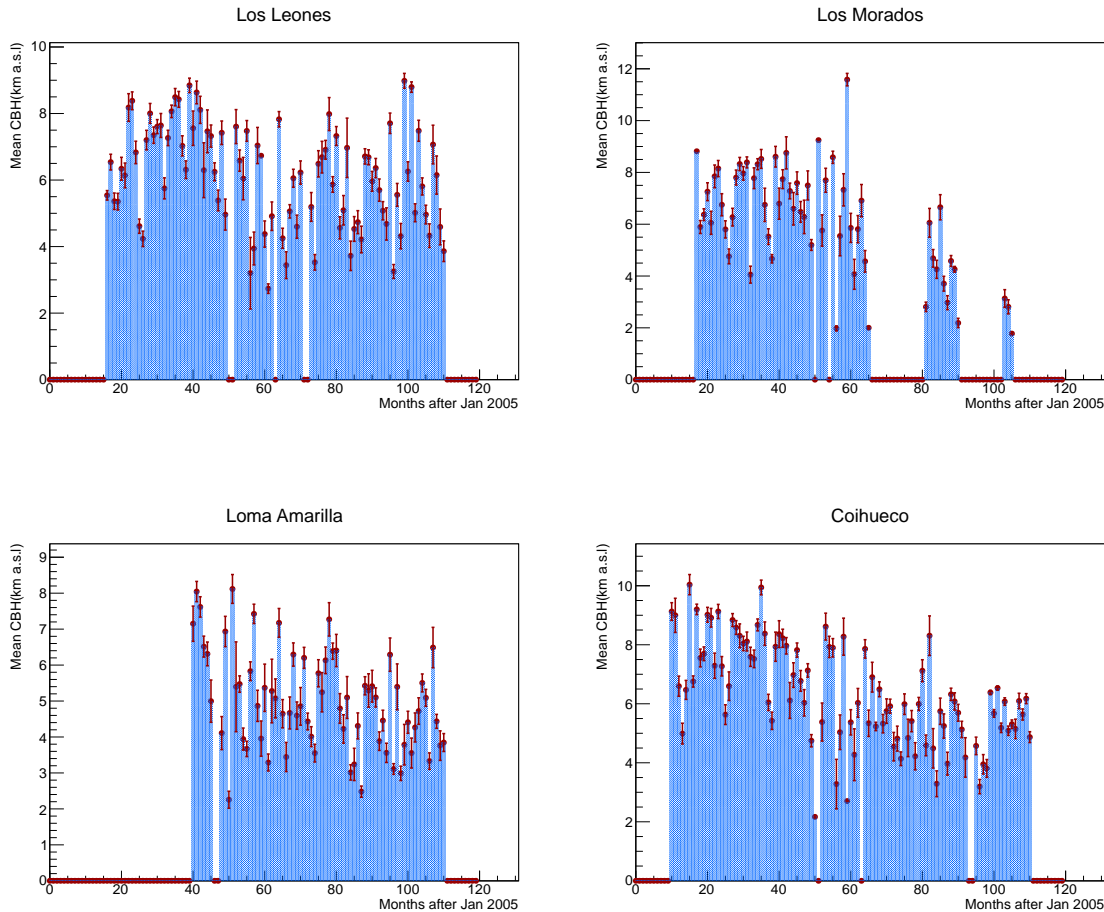 Los Leones
Mean CBH(km a.s.l)
10
8
6
4
2
0
0 20 40 60 80 100 120
Months after Jan 2005
Los Morados
Mean CBH(km a.s.l)
12
10
8
6
4
2
0
0 20 40 60 80 100 120
Months after Jan 2005
Loma Amarilla
Mean CBH(km a.s.l)
9
8
7
6
5
4
3
2
1
0
0 20 40 60 80 100 120
Months after Jan 2005
Coihueco
Mean CBH(km a.s.l)
10
8
6
4
2
0
0 20 40 60 80 100 120
Months after Jan 2005